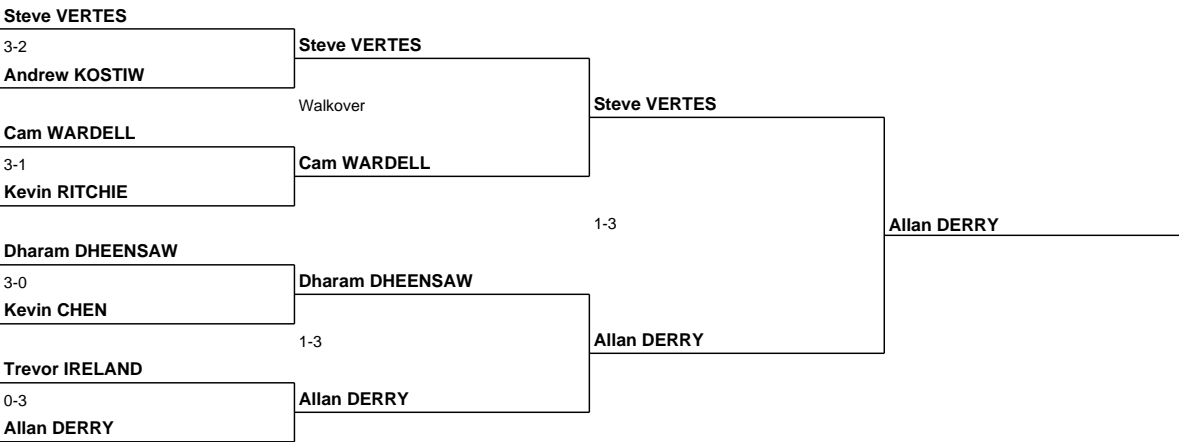 Steve VERTES
3-2
Steve VERTES
Andrew KOSTIW
Walkover
Steve VERTES
Cam WARDELL
3-1
Cam WARDELL
Kevin RITCHIE
1-3
Allan DERRY
Dharam DHEENSAW
3-0
Dharam DHEENSAW
Kevin CHEN
1-3
Allan DERRY
Trevor IRELAND
0-3
Allan DERRY
Allan DERRY